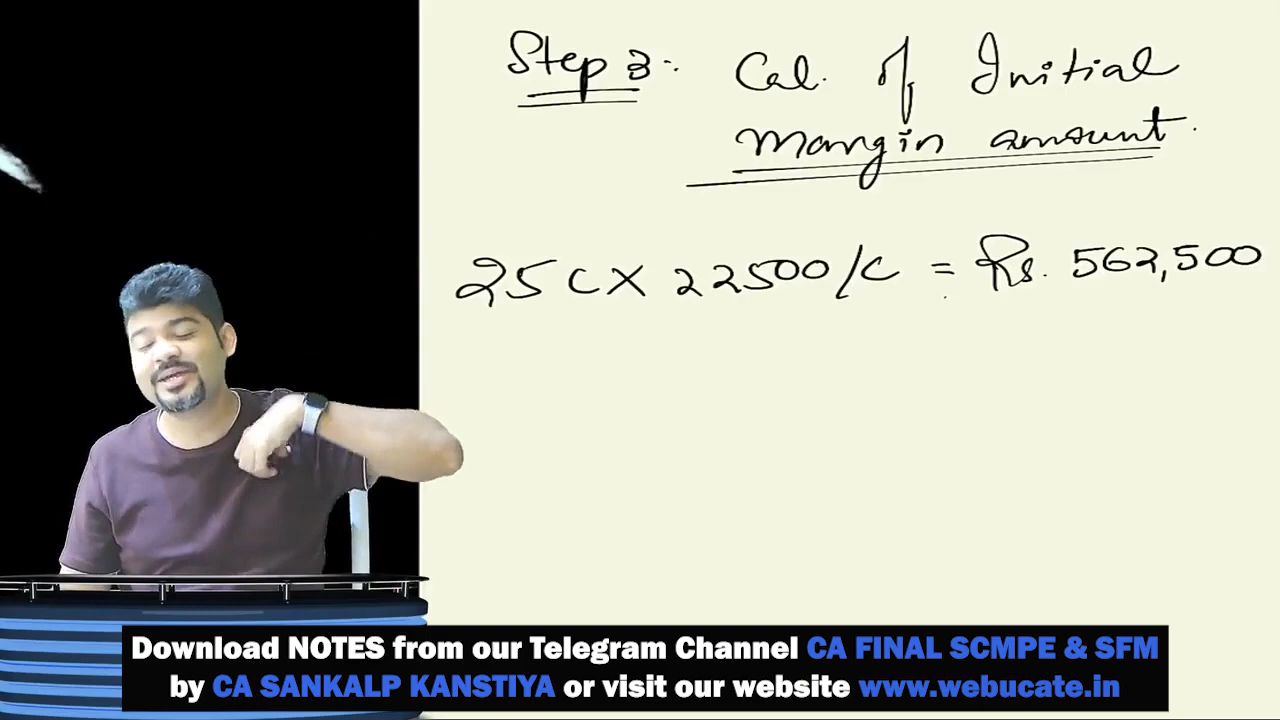 Step 3:- Cal. of Initial
Margin amount.
25 C X 22500/C = Rs. 562,500
Download NOTES from our Telegram Channel CA FINAL SCMPE & SFM
by CA SANKALP KANSTIYA or visit our website www.webucate.in